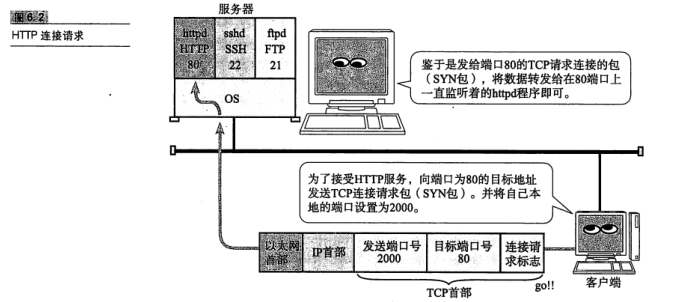 图6.2
HTTP 连接请求
服务器
httpd
HTTP
80
sshd
SSH
22
ftpd
FTP
21
OS
鉴于是发给端口80的TCP请求连接的包
（SYN包），将数据转发给在80端口上
一直监听着的httpd程序即可。
为了接受HTTP服务，向端口为80的目标地址
发送TCP连接请求包（SYN包）。并将自己本
地的端口设置为2000。
以太网
首部
IP首部
发送端口号
2000
目标端口号
80
连接请
求标志
TCP首部
go!!
客户端